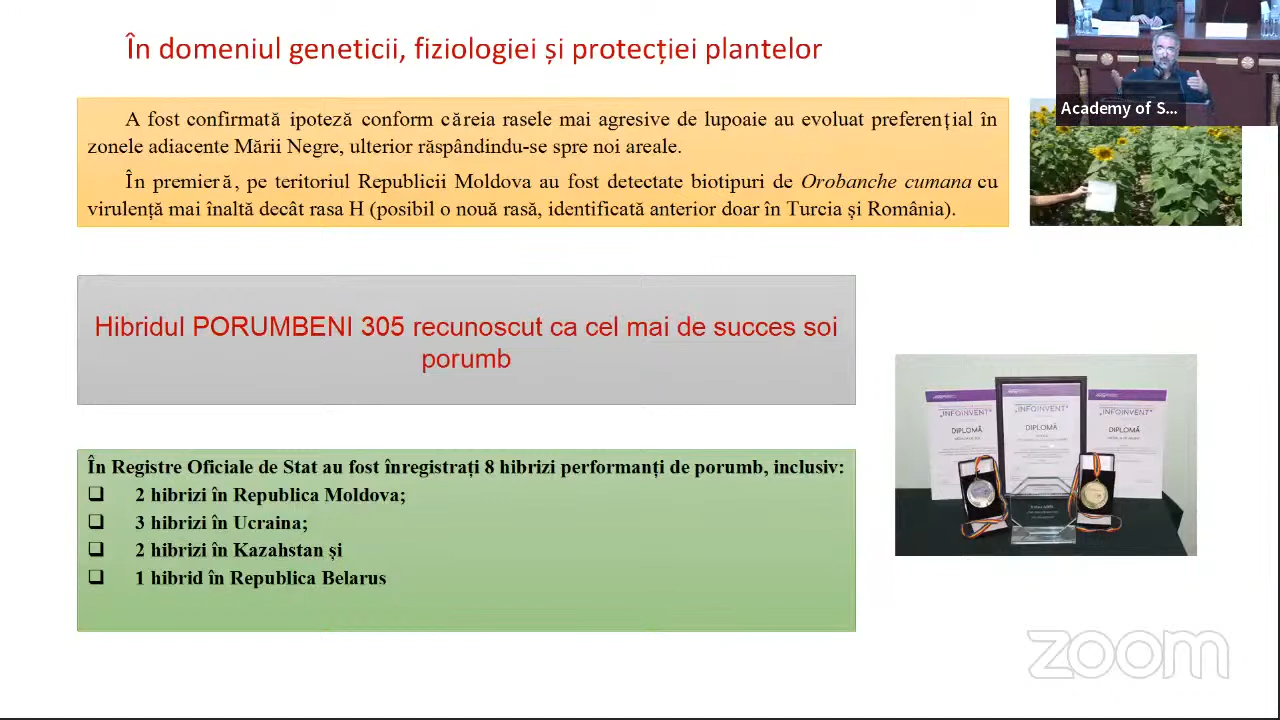 În domeniul geneticii, fiziologiei și protecției plantelor
Academy of S...
A fost confirmată ipoteză conform căreia rasele mai agresive de lupoaie au evoluat preferențial în
zonele adiacente Mării Negre, ulterior răspândindu-se spre noi areale.
În premieră, pe teritoriul Republicii Moldova au fost detectate biotipuri de Orobanche cumana cu
virulență mai înaltă decât rasa H (posibil o nouă rasă, identificată anterior doar în Turcia și România).
Hibridul PORUMBENI 305 recunoscut ca cel mai de succes soi
porumb
În Registre Oficiale de Stat au fost înregistrați 8 hibrizi performanți de porumb, inclusiv:
2 hibrizi în Republica Moldova;
3 hibrizi în Ucraina;
2 hibrizi în Kazahstan și
1 hibrid în Republica Belarus
„INFOINVENT"
DIPLOMĂ
„INFOINVENT"
DIPLOMĂ
„INFOINVENT"
DIPLOMĂ
zoom